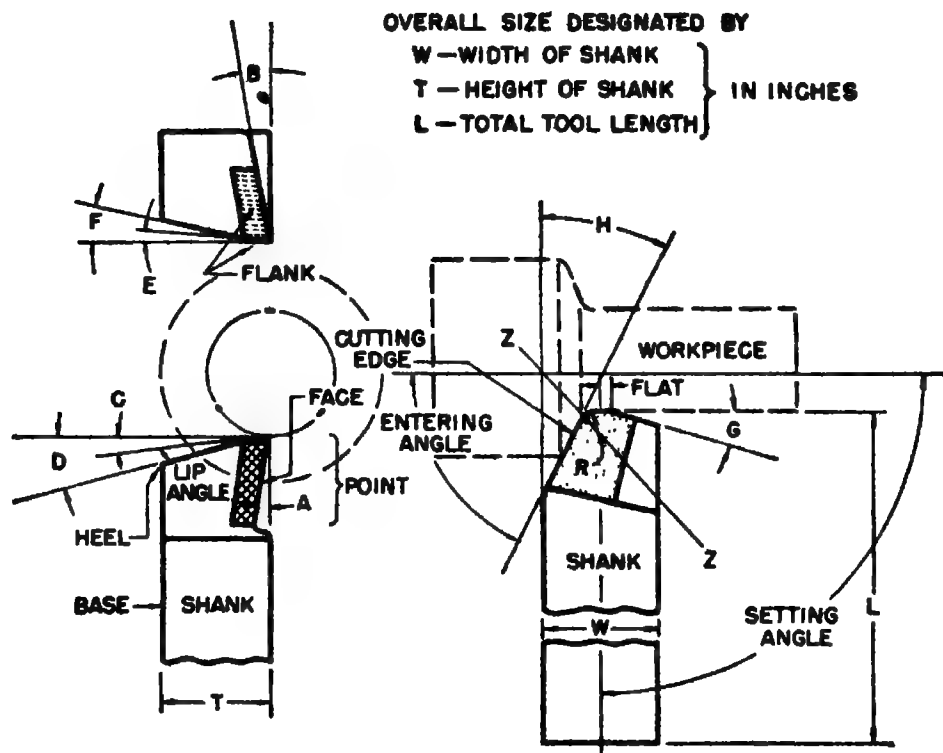 OVERALL SIZE DESIGNATED BY
W—WIDTH OF SHANK
T—HEIGHT OF SHANK
L—TOTAL TOOL LENGTH
IN INCHES
B
F
E
FLANK
H
CUTTING
EDGE
Z
WORKPIECE
FLAT
FACE
ENTERING
ANGLE
C
D
LIP
ANGLE
POINT
A
G
R
HEEL
Z
BASE
SHANK
SHANK
W
SETTING
ANGLE
L
T